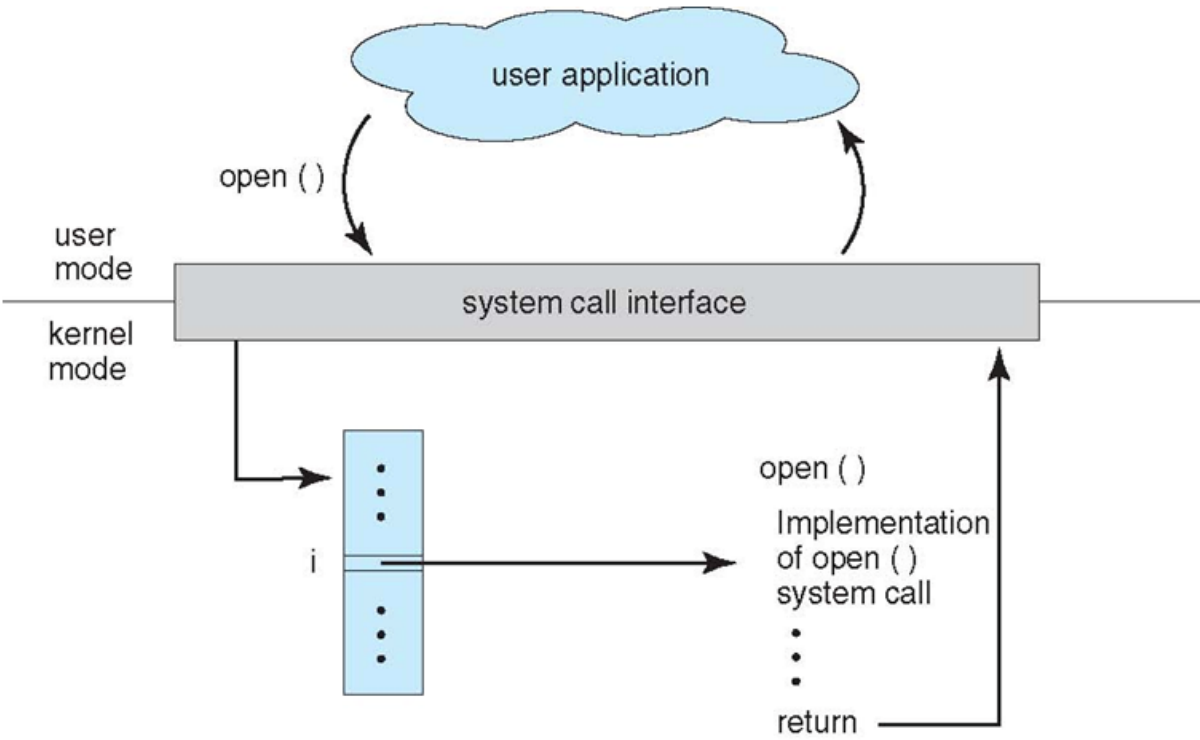 user application
open ( )
user
mode
system call interface
kernel
mode
open ( )
Implementation
of open ( )
system call
i
return